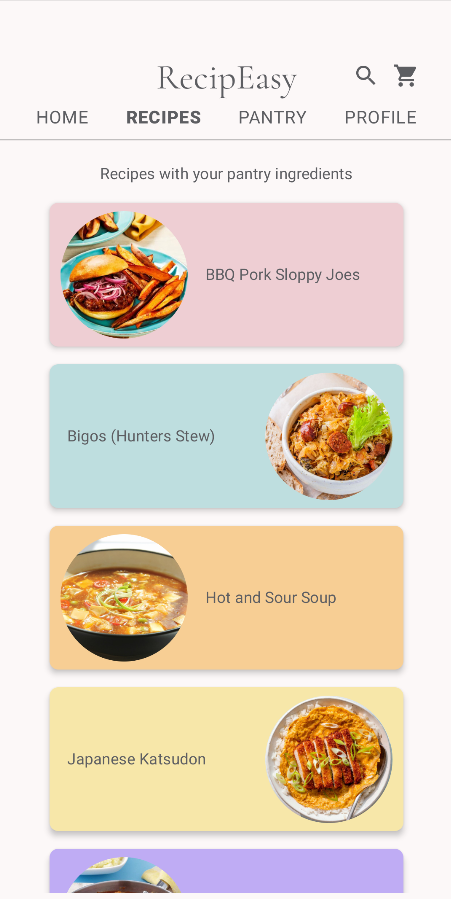 RecipEasy
HOME RECIPES PANTRY PROFILE
Recipes with your pantry ingredients
BBQ Pork Sloppy Joes
Bigos (Hunters Stew)
Hot and Sour Soup
Japanese Katsudon